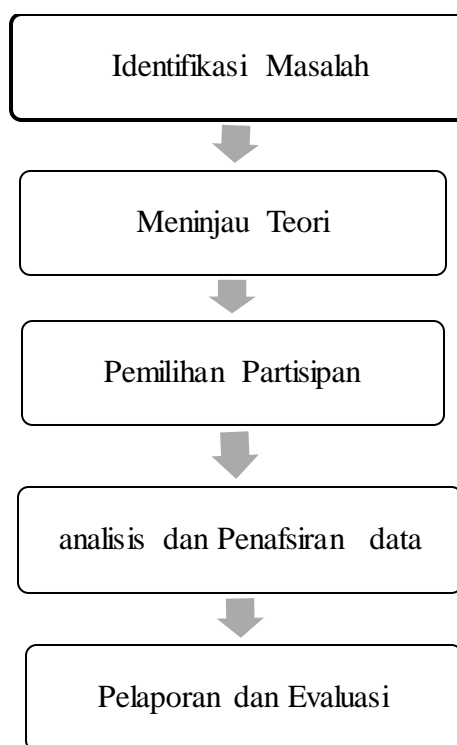 Identifikasi Masalah
Meninjau Teori
Pemilihan Partisipan
analisis dan Penafsiran data
Pelaporan dan Evaluasi